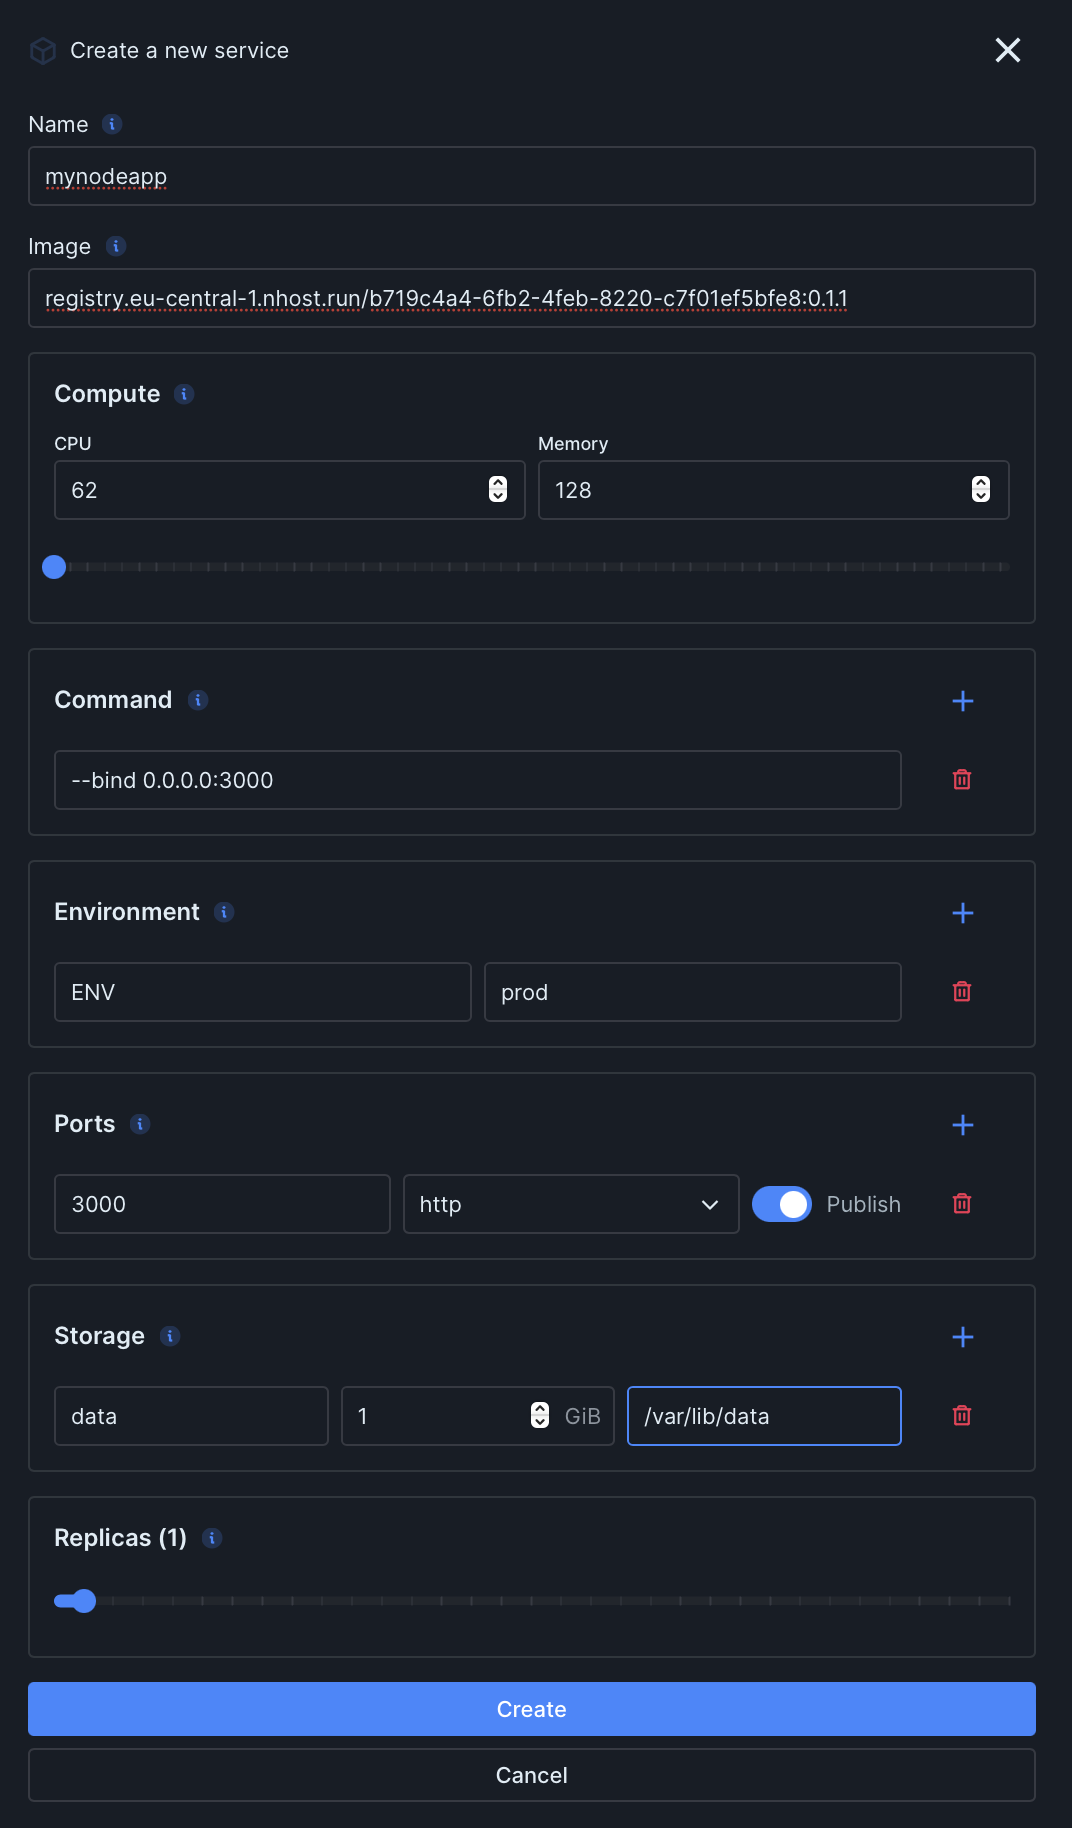 Create a new service
Name
mynodeapp
Image
registry.eu-central-1.nhost.run/b719c4a4-6fb2-4feb-8220-c7f01ef5bfe8:0.1.1
Compute
CPU
Memory
62
128
Command
--bind 0.0.0.0:3000
Environment
ENV
prod
Ports
3000
http
Publish
Storage
data
1
GiB
/var/lib/data
Replicas (1)
Create
Cancel